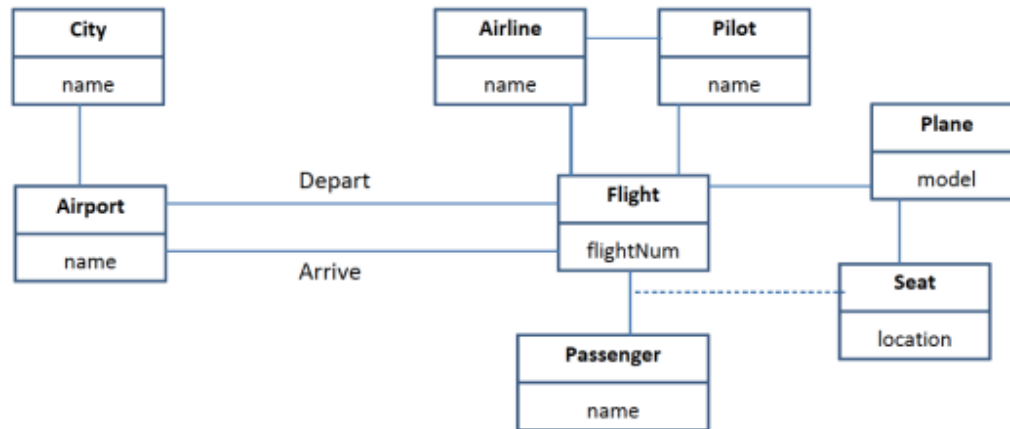 City
name
Airline
name
Pilot
name
Plane
model
Airport
name
Depart
Arrive
Flight
flightNum
Seat
location
Passenger
name